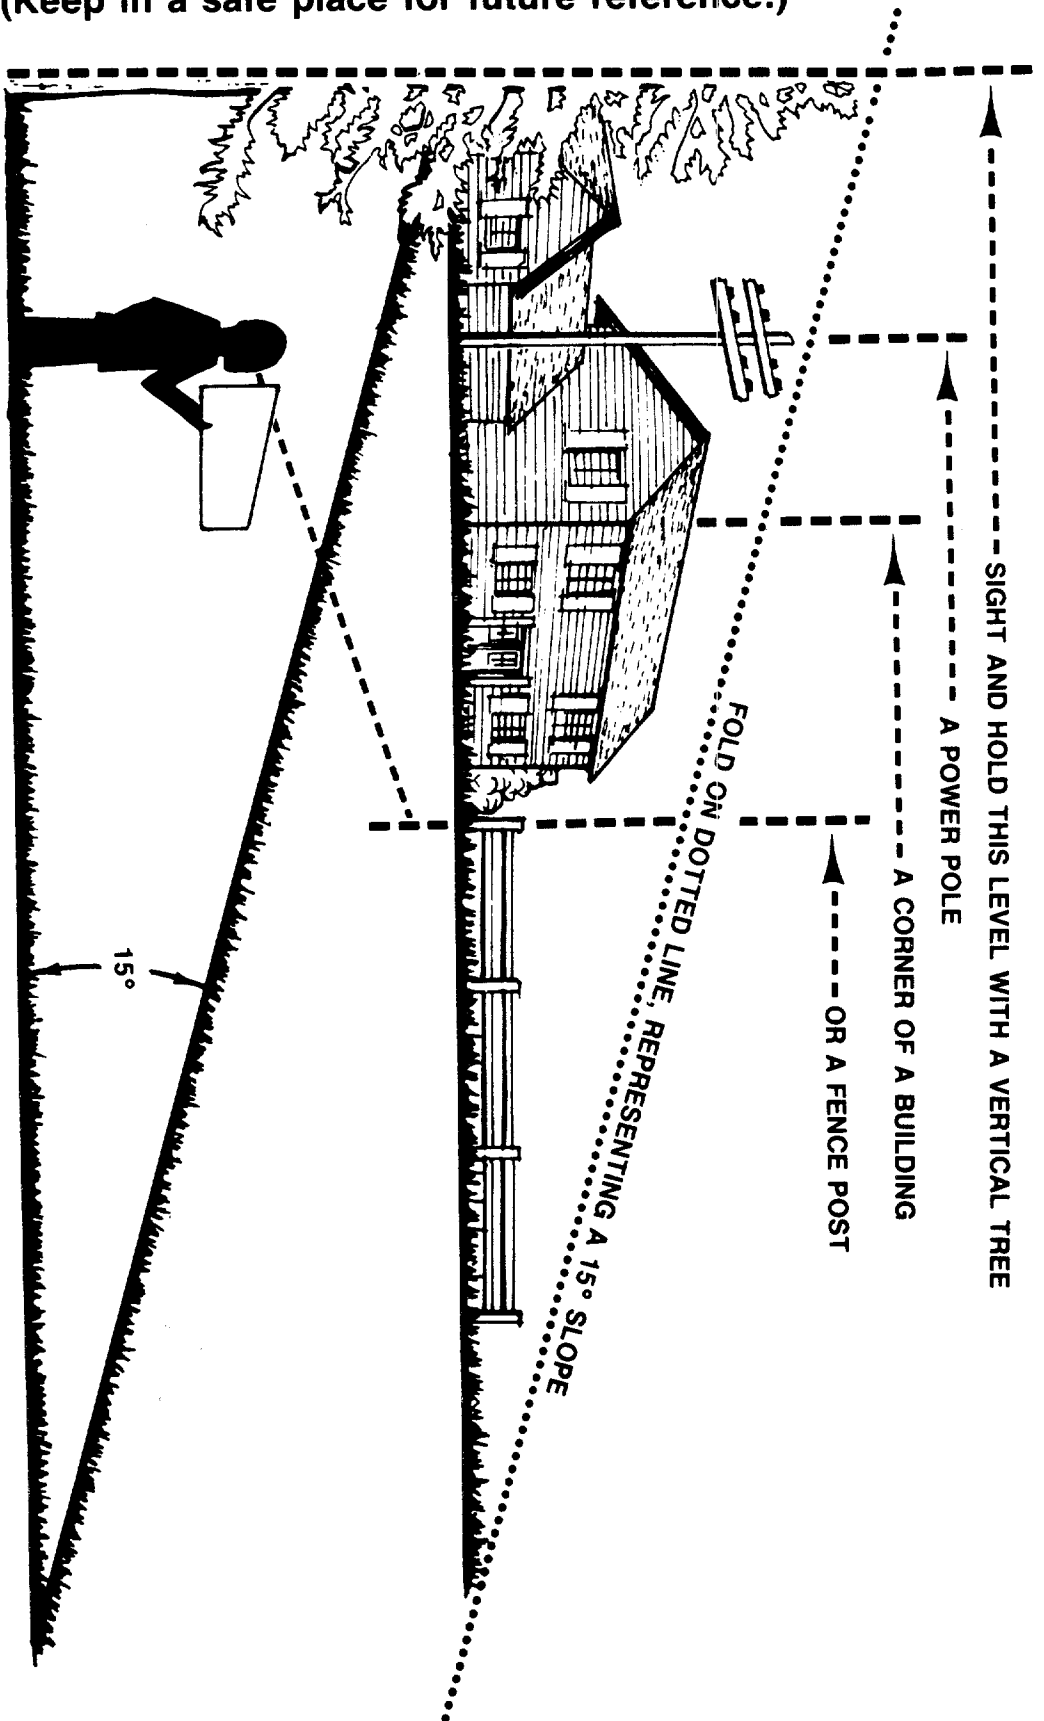 (Keep in a safe place for future reference.)
SIGHT AND HOLD THIS LEVEL WITH A VERTICAL TREE
A POWER POLE
A CORNER OF A BUILDING
OR A FENCE POST
FOLD ON DOTTED LINE, REPRESENTING A 15° SLOPE
15°